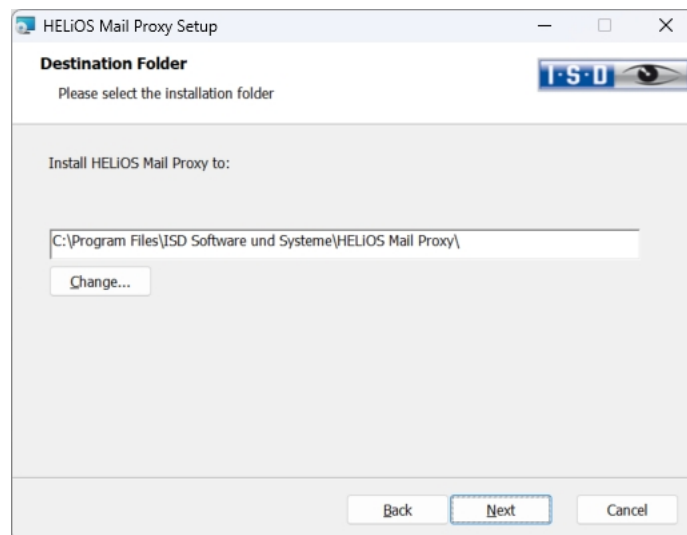 HELiOS Mail Proxy Setup
Destination Folder
Please select the installation folder
I·S·D
Install HELiOS Mail Proxy to:
C:\Program Files\ISD Software und Systeme\HELiOS Mail Proxy\
Change...
Back Next Cancel